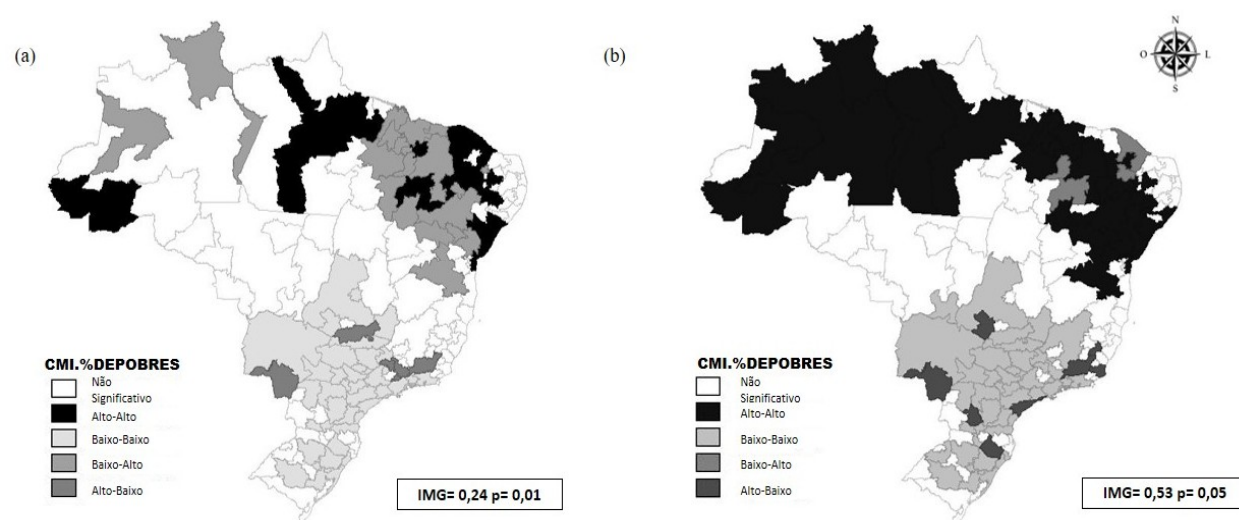 (a)
CMI.%DEPOBRES
Não
Significativo
Alto-Alto
Baixo-Baixo
Baixo-Alto
Alto-Baixo
IMG= 0,24 p= 0,01
(b)
N
O
L
S
CMI.%DEPOBRES
Não
Significativo
Alto-Alto
Baixo-Baixo
Baixo-Alto
Alto-Baixo
IMG= 0,53 p= 0,05